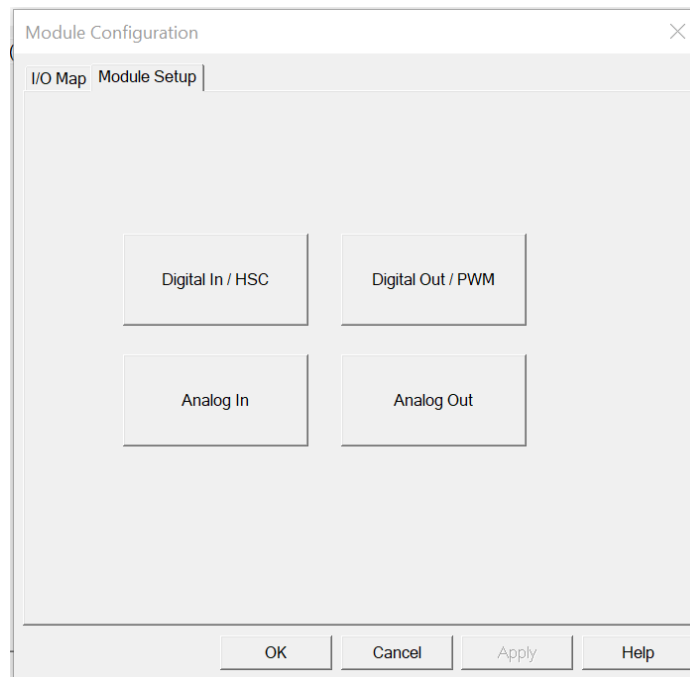 Module Configuration
I/O Map Module Setup
Digital In / HSC Digital Out / PWM
Analog In Analog Out
OK Cancel Apply Help